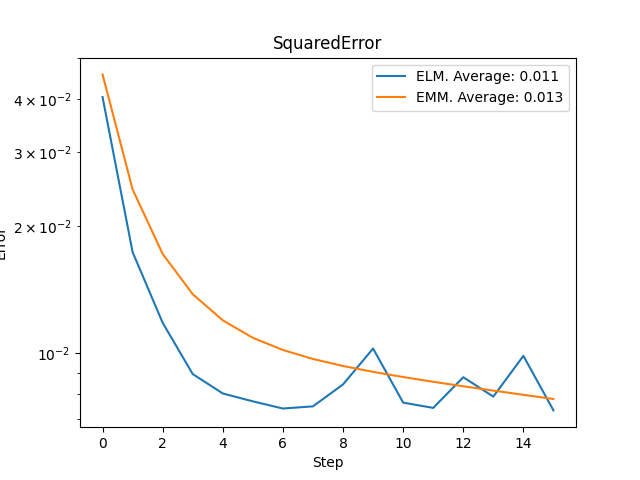 SquaredError
ELM. Average: 0.011
EMM. Average: 0.013
4 × 10⁻²
3 × 10⁻²
2 × 10⁻²
10⁻²
Error
0 2 4 6 8 10 12 14
Step